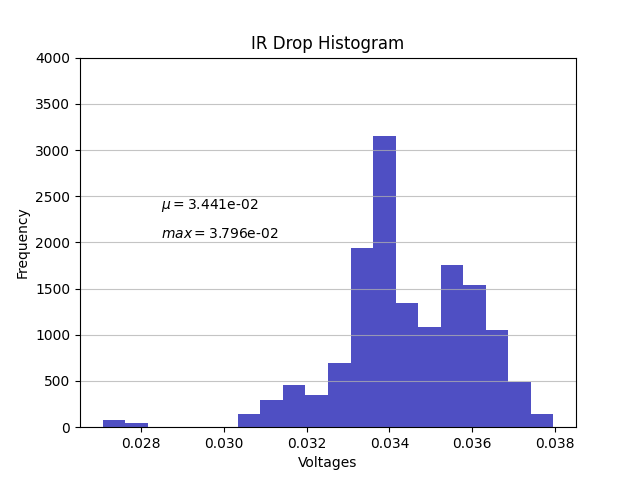 IR Drop Histogram
4000
3500
3000
2500
2000
1500
1000
500
0
Frequency
μ = 3.441e-02
max = 3.796e-02
0.028 0.030 0.032 0.034 0.036 0.038
Voltages